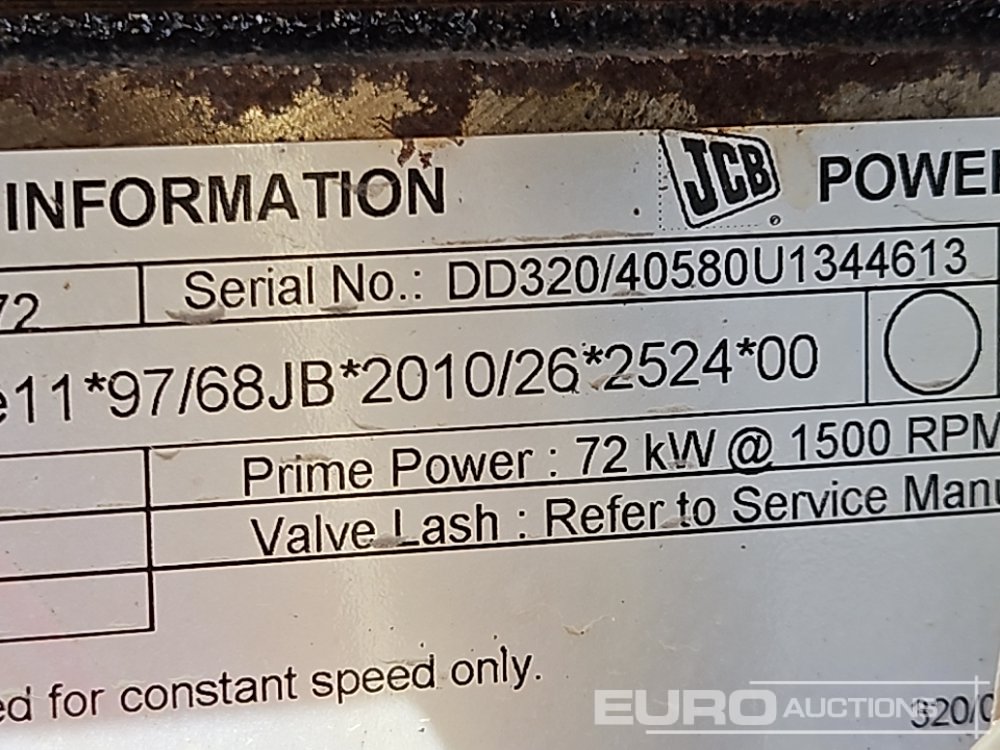 INFORMATION JCB ® POWE
72 Serial No.: DD320/40580U1344613
e11*97/68JB*2010/26*2524*00
Prime Power : 72 kW @ 1500 RPM
Valve Lash : Refer to Service Manu
ed for constant speed only.
EURO AUCTIONS
320/0